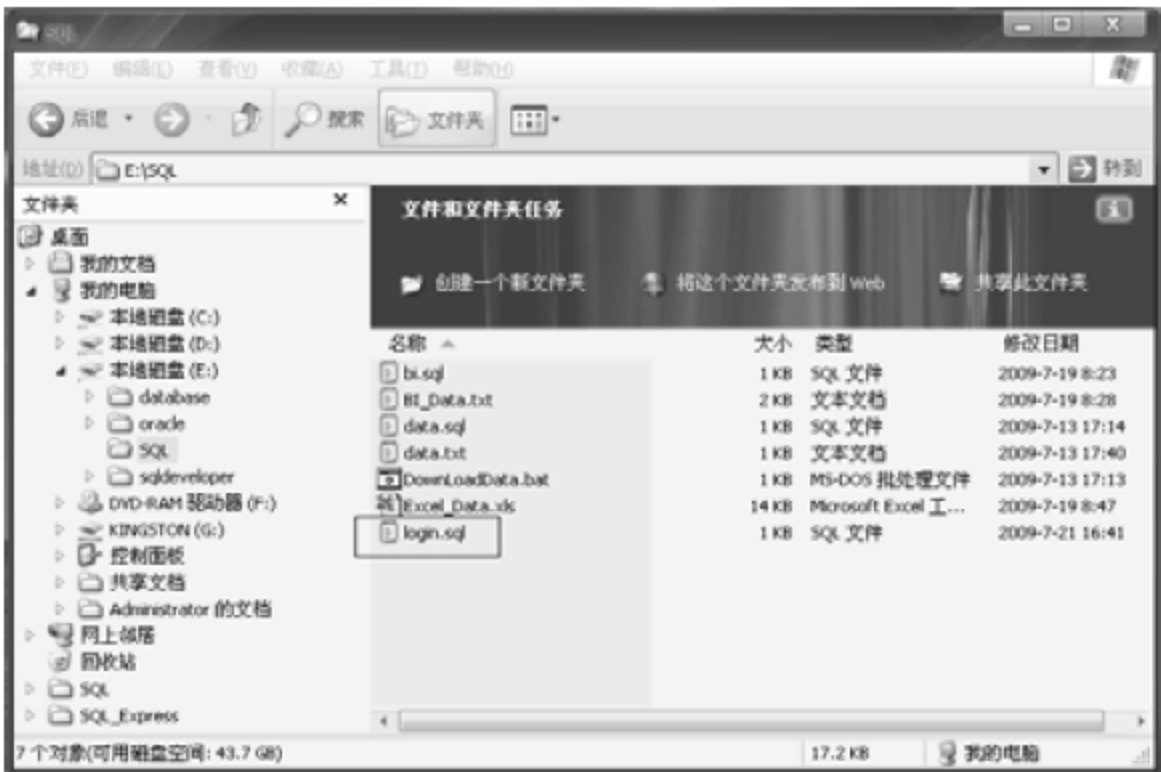 SQL
文件(F) 编辑(E) 查看(V) 收藏(A) 工具(T) 帮助(H)
后退 搜索 文件夹
地址(D) E:\SQL 转到
文件夹
桌面
我的文档
我的电脑
本地磁盘 (C:)
本地磁盘 (D:)
本地磁盘 (E:)
database
oracle
SQL
sqldeveloper
DVD-RAM 驱动器 (F:)
KINGSTON (G:)
控制面板
共享文档
Administrator 的文档
网上邻居
回收站
SQL
SQL_Express
文件和文件夹任务
创建一个新文件夹 将这个文件夹发布到 Web 共享此文件夹
名称 大小 类型 修改日期
bi.sql 1 KB SQL 文件 2009-7-19 8:23
BI_Data.txt 2 KB 文本文档 2009-7-19 8:28
data.sql 1 KB SQL 文件 2009-7-13 17:14
data.txt 1 KB 文本文档 2009-7-13 17:40
DownLoadData.bat 1 KB MS-DOS 批处理文件 2009-7-13 17:13
Excel_Data.xls 14 KB Microsoft Excel 工... 2009-7-19 8:47
login.sql 1 KB SQL 文件 2009-7-21 16:41
7 个对象(可用磁盘空间: 43.7 GB) 17.2 KB 我的电脑